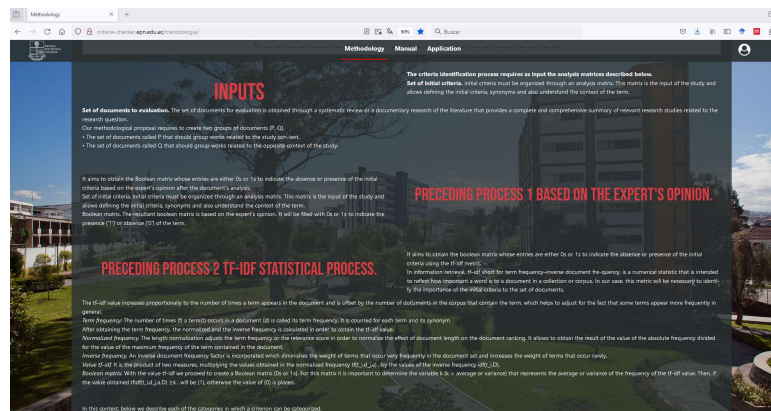 Methodology
criteria-checker.epn.edu.ec/metodologia/
90%
Buscar
Methodology Manual Application
INPUTS
The criteria identification process requires as input the analysis matrices described below.
Set of initial criteria. initial criteria must be organized through an analysis matrix. This matrix is the input of the study and
allows defining the initial criteria, synonyms and also understand the context of the term.
Set of documents to evaluation. The set of documents for evaluation is obtained through a systematic review or a documentary research of the literature that provides a complete and comprehensive summary of relevant research studies related to the
research question.
Our methodological proposal requires to create two groups of documents (P, Q).
• The set of documents called P that should group works related to the study con-text.
• The set of documents called Q that should group works related to the opposite context of the study.
It aims to obtain the Boolean matrix whose entries are either 0s or 1s to indicate the absence or presence of the initial
criteria based on the expert's opinion after the document's analysis.
Set of initial criteria. initial criteria must be organized through an analysis matrix. This matrix is the input of the study and
allows defining the initial criteria, synonyms and also understand the context of the term.
Boolean matrix. The resultant boolean matrix is based on the expert's opinion. It will be filled with 0s or 1s to indicate the
presence ("1") or absence ("0") of the term.
PRECEDING PROCESS 1 BASED ON THE EXPERT'S OPINION.
PRECEDING PROCESS 2 TF-IDF STATISTICAL PROCESS.
It aims to obtain the boolean matrix whose entries are either 0s or 1s to indicate the absence or presence of the initial
criteria using the tf-idf metric.
In information retrieval, tf-idf short for term frequency-inverse document fre-quency, is a numerical statistic that is intended
to reflect how important a word is to a document in a collection or corpus. In our case, this metric will be necessary to identi-
fy the importance of the initial criteria to the set of documents.
The tf-idf value increases proportionally to the number of times a term appears in the document and is offset by the number of documents in the corpus that contain the term, which helps to adjust for the fact that some terms appear more frequently in
general.
Term frequency: The number of times (f) a term(t) occurs in a document (d) is called its term frequency. It is counted for each term and its synonym
After obtaining the term frequency, the normalized and the inverse frequency is calculated in order to obtain the tf-idf value.
Normalized frequency. The length normalization adjusts the term frequency or the relevance score in order to normalize the effect of document length on the document ranking. It allows to obtain the result of the value of the absolute frequency divided
for the value of the maximum frequency of the term contained in the document.
Inverse frequency. An inverse document frequency factor is incorporated which diminishes the weight of terms that occur very frequently in the document set and increases the weight of terms that occur rarely.
Value tf-idf. It is the product of two measures, multiplying the values obtained in the normalized frequency tf(t_i,d_j,a) , by the values of the inverse frequency idf(t_i,D).
Boolean matrix. With the value tf-idf we proceed to create a Boolean matrix (0s or 1s). For this matrix it is important to determine the variable k (k = average or variance) that represents the average or variance of the frequency of the tf-idf value. Then, if
the value obtained tfidf(t_i,d_j,a,D) ≥k , will be {1}, otherwise the value of {0} is placed.
In this context, below we describe each of the categories in which a criterion can be categorized.